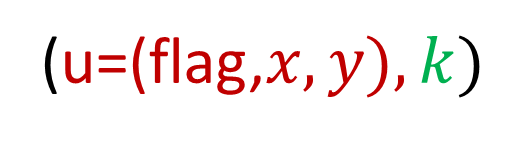 (u=(flag,x, y), k)